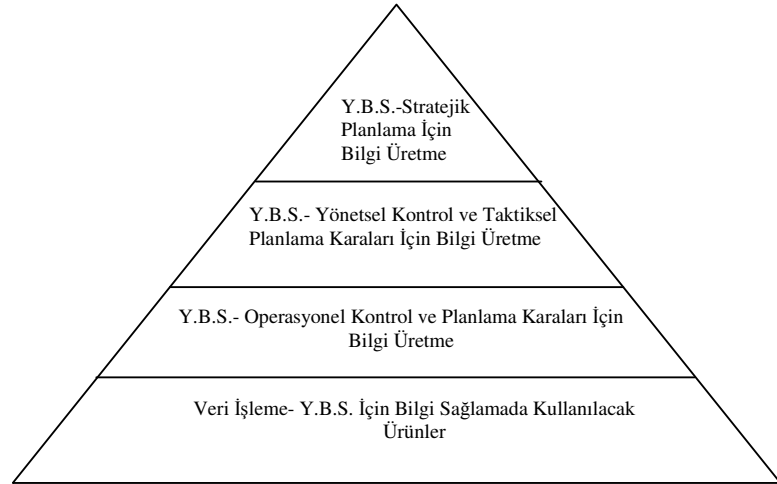 Y.B.S.-Stratejik
Planlama İçin
Bilgi Üretme
Y.B.S.- Yönetsel Kontrol ve Taktiksel
Planlama Karaları İçin Bilgi Üretme
Y.B.S.- Operasyonel Kontrol ve Planlama Karaları İçin
Bilgi Üretme
Veri İşleme- Y.B.S. İçin Bilgi Sağlamada Kullanılacak
Ürünler